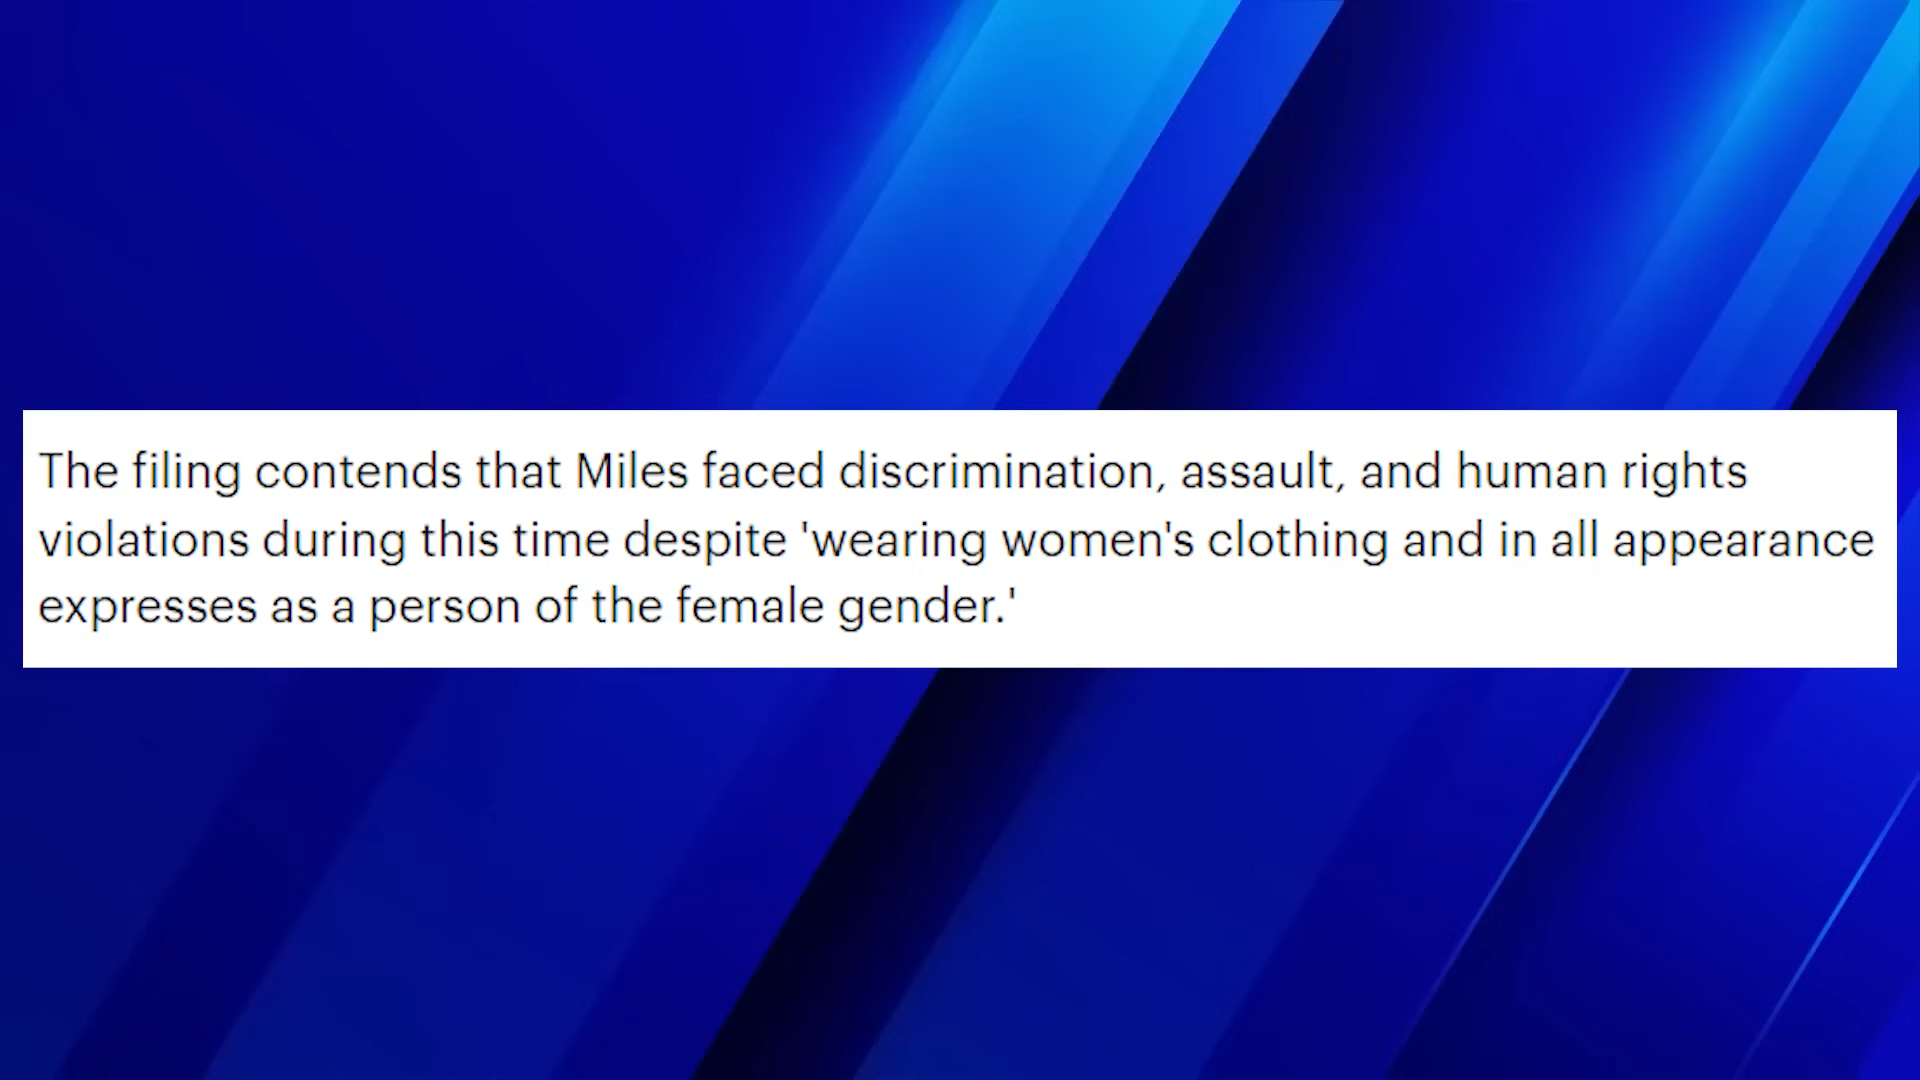 The filing contends that Miles faced discrimination, assault, and human rights
violations during this time despite 'wearing women's clothing and in all appearance
expresses as a person of the female gender.'